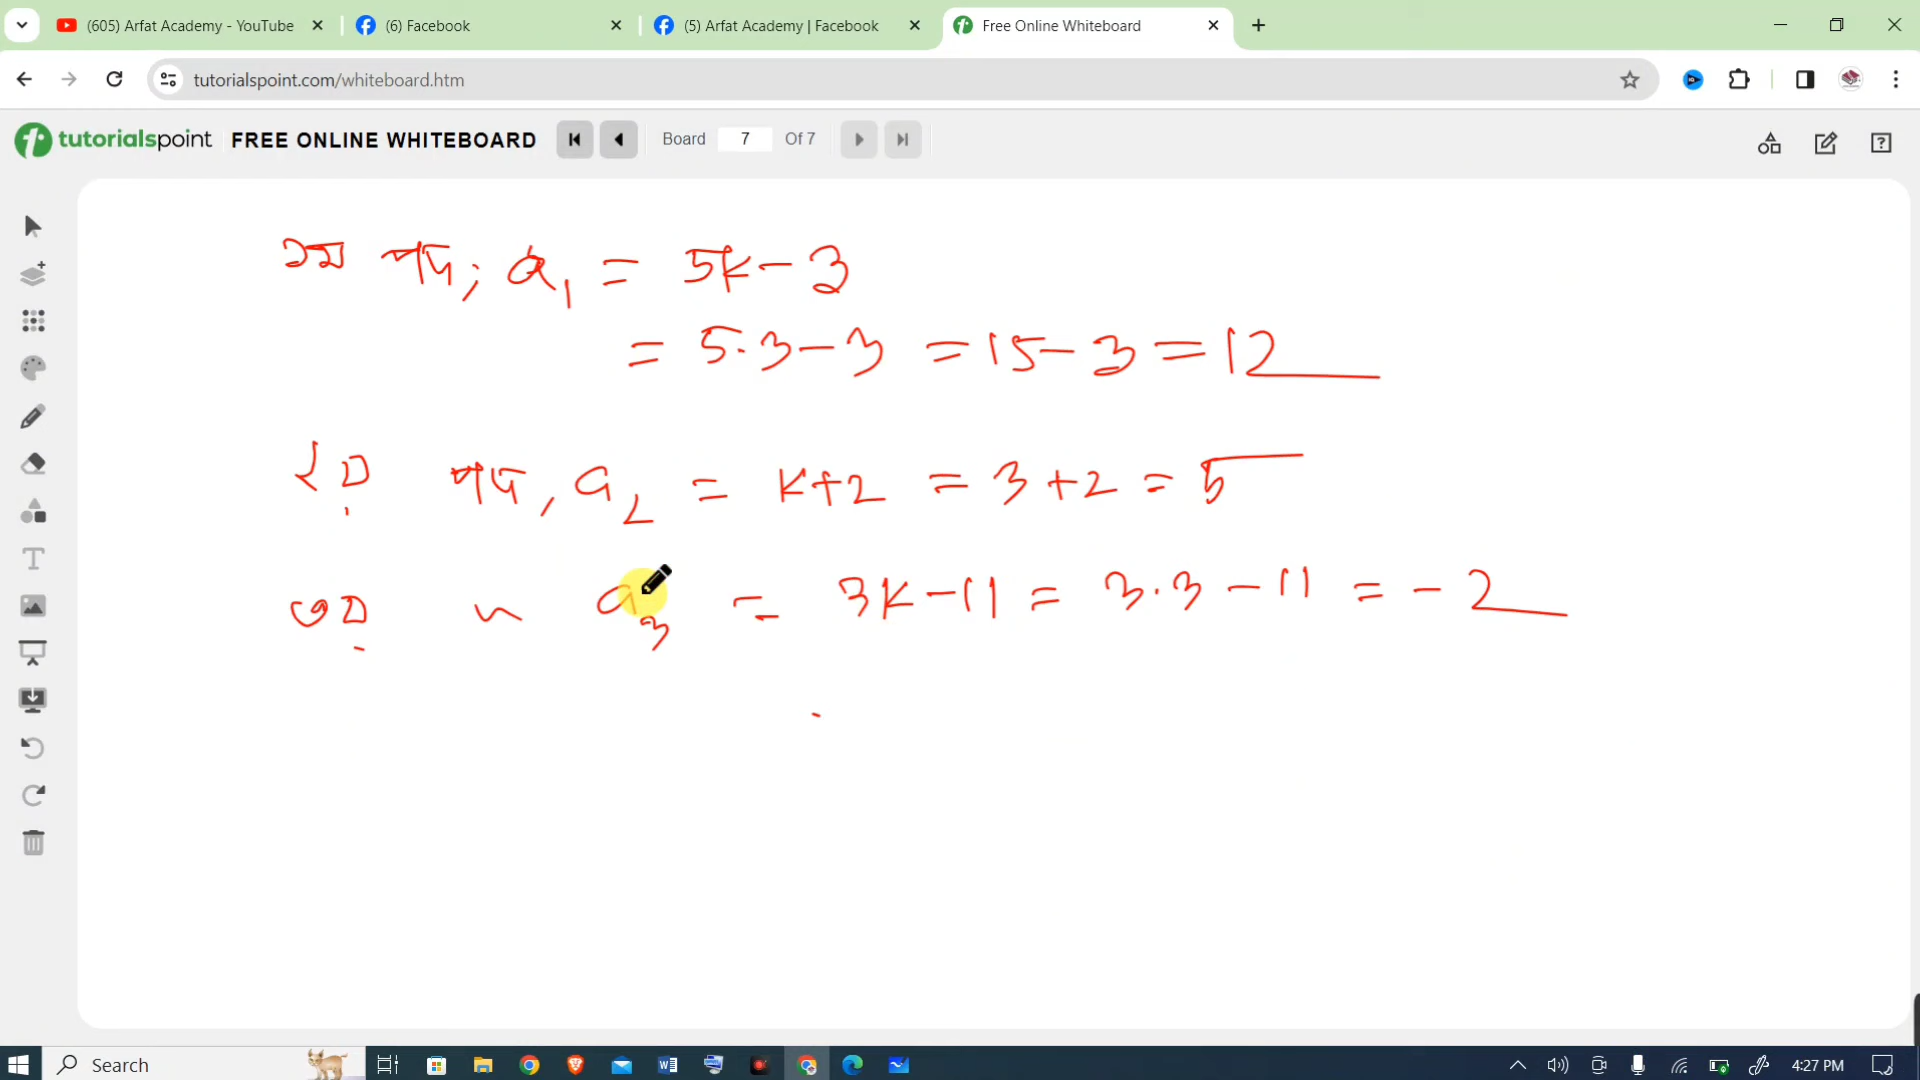 (605) Arfat Academy - YouTube
(6) Facebook
(5) Arfat Academy | Facebook
Free Online Whiteboard
tutorialspoint.com/whiteboard.htm
tutorialspoint FREE ONLINE WHITEBOARD Board 7 Of 7
১ম পদ; a₁ = 5k - 3
= 5.3 - 3 = 15 - 3 = 12
২য় পদ, a₂ = k+2 = 3+2 = 5
৩য় " a₃ = 3k - 11 = 3.3 - 11 = - 2
Search
4:27 PM